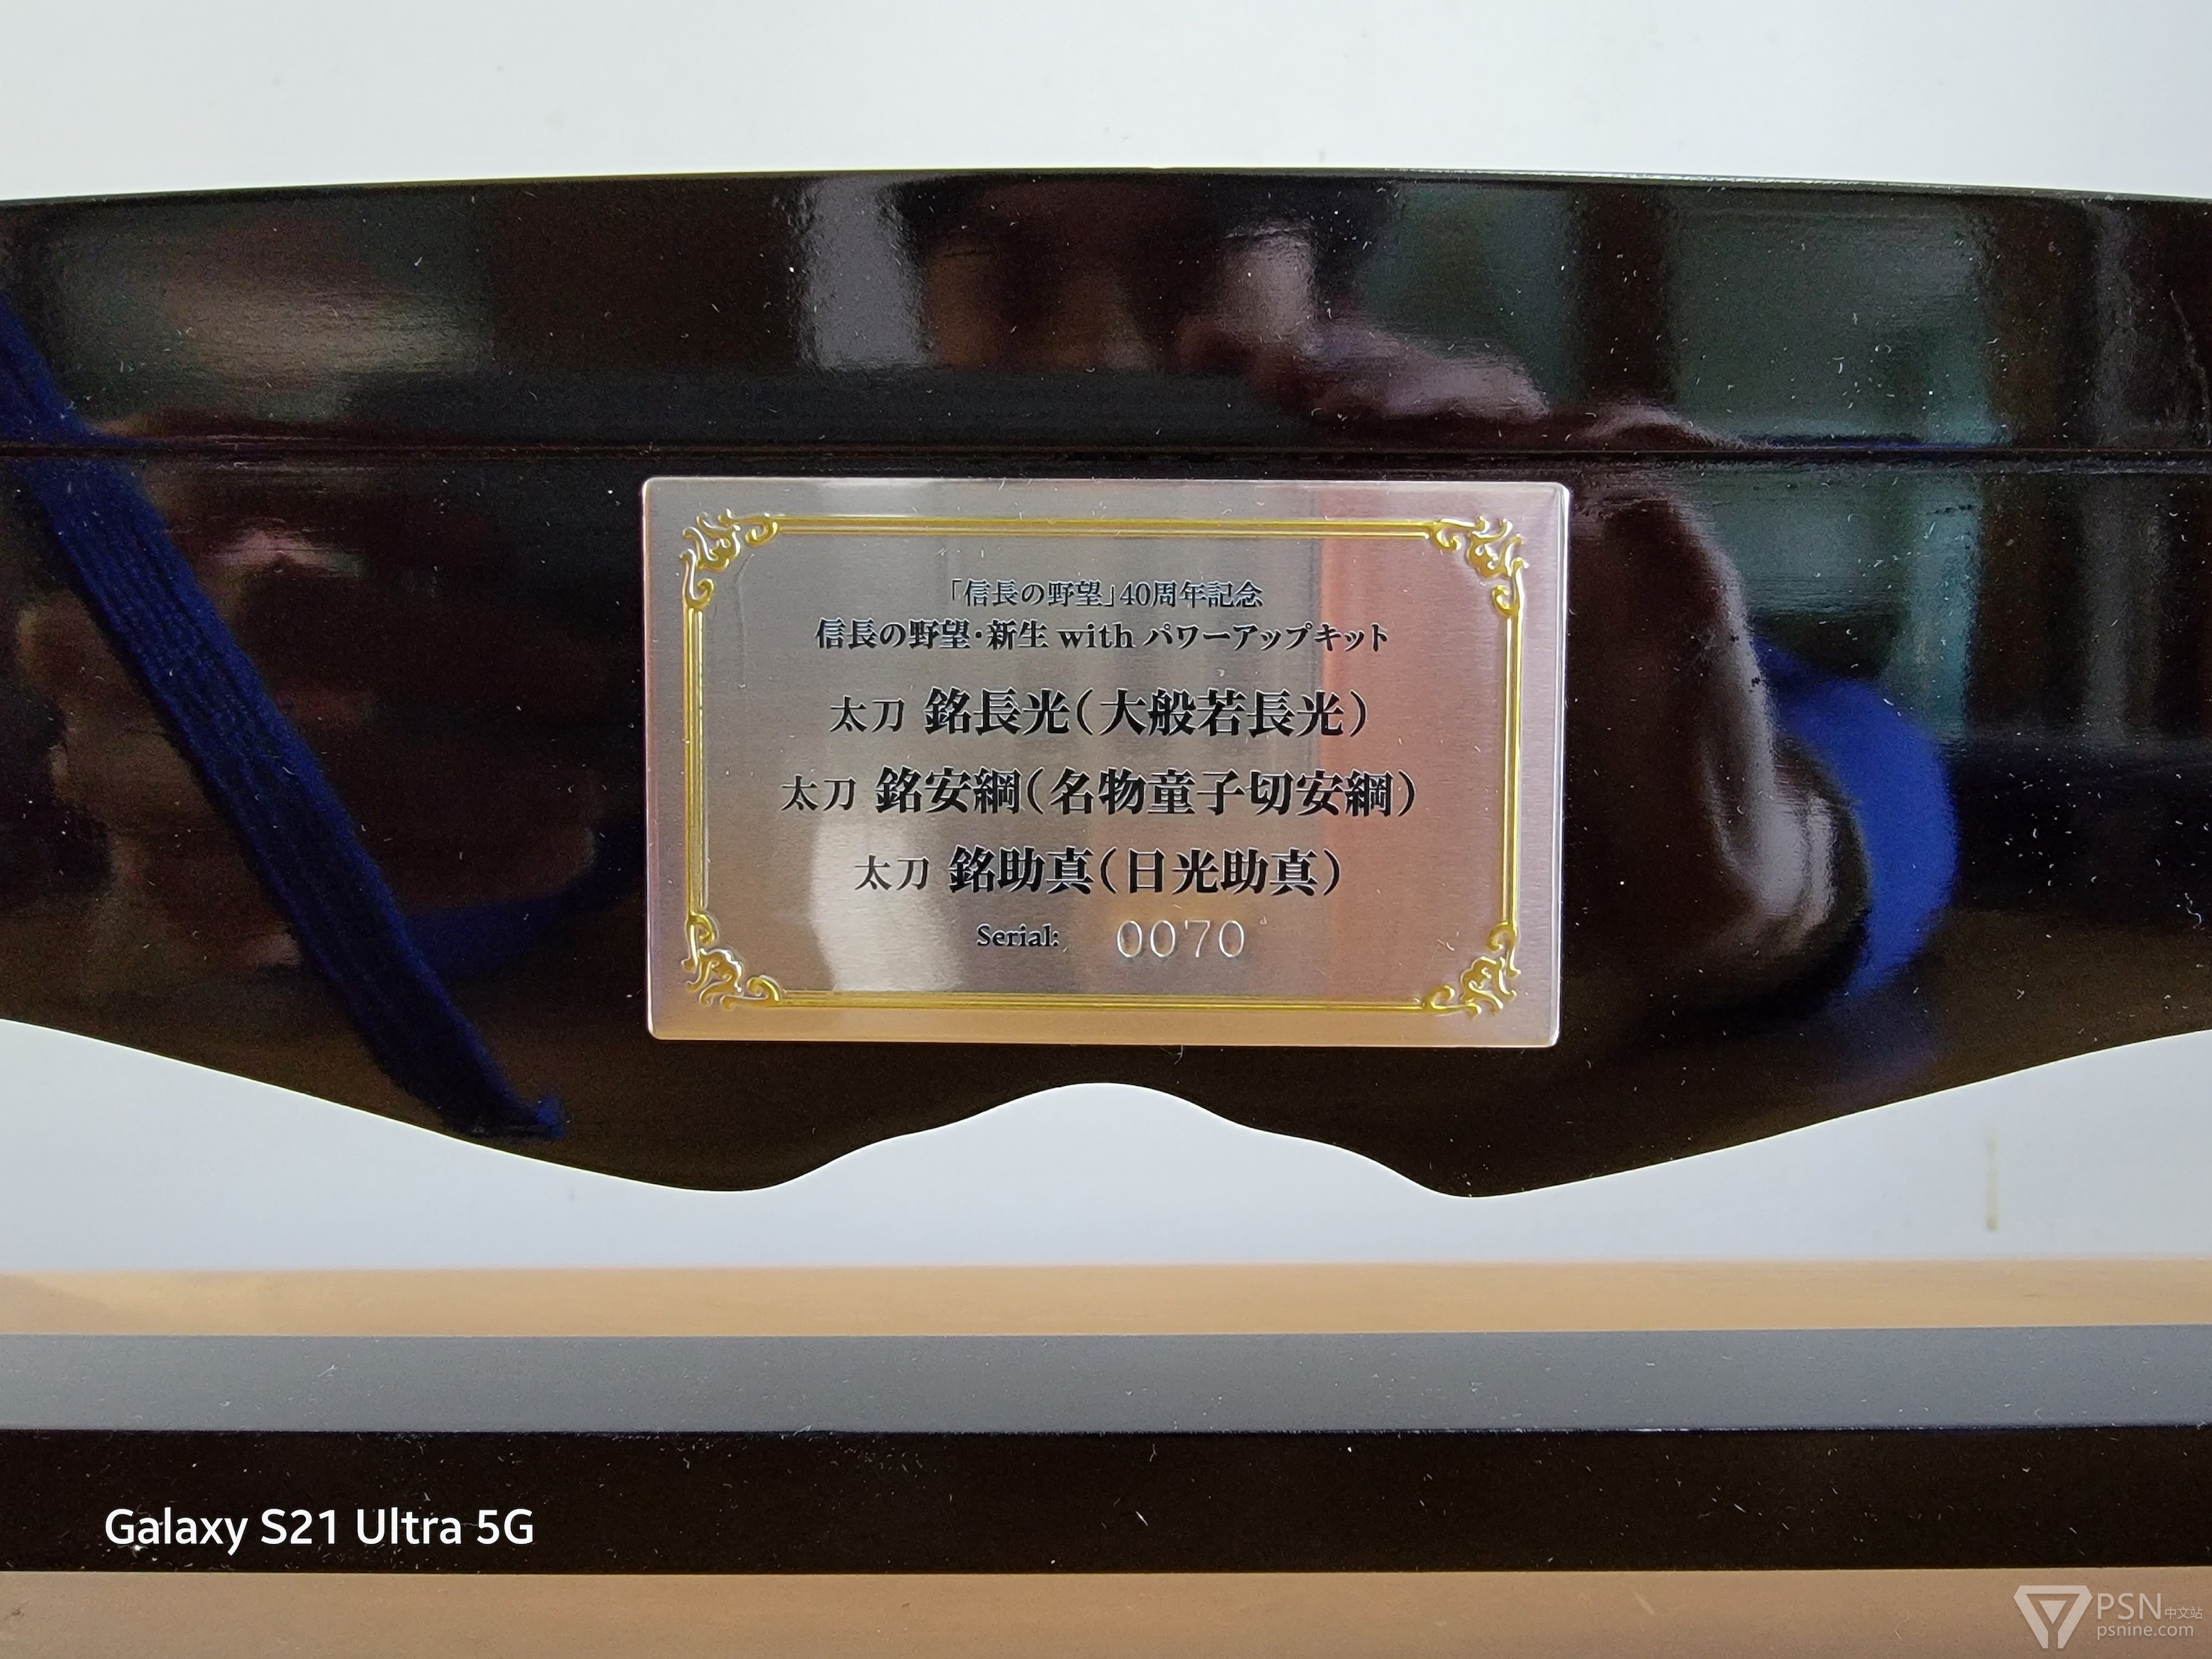 「信長の野望」40周年記念
信長の野望・新生 with パワーアップキット
太刀 銘長光(大般若長光)
太刀 銘安綱(名物童子切安綱)
太刀 銘助真(日光助真)
Serial: 0070
Galaxy S21 Ultra 5G
PSN中文站
psnine.com